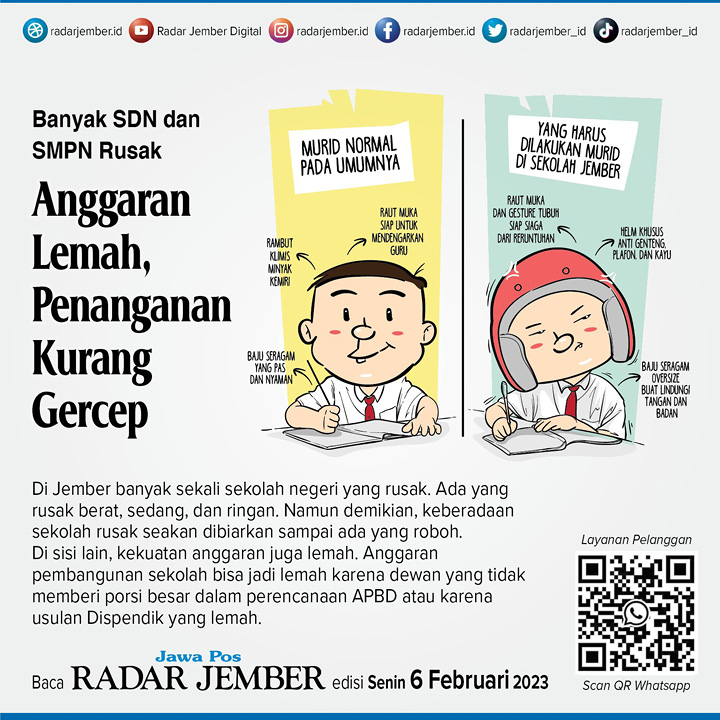 radarjember.id
Radar Jember Digital
radarjember.id
radarjember.id
radarjember_id
radarjember_id
Banyak SDN dan
SMPN Rusak
Anggaran
Lemah,
Penanganan
Kurang
Gercep
MURID NORMAL
PADA UMUMNYA
RAMBUT
KLIMIS
MINYAK
KEMIRI
RAUT MUKA
SIAP UNTUK
MENDENGARKAN
GURU
BAJU SERAGAM
YANG PAS
DAN NYAMAN
YANG HARUS
DILAKUKAN MURID
DI SEKOLAH JEMBER
RAUT MUKA
DAN GESTURE TUBUH
SIAP SIAGA
DARI RERUNTUHAN
HELM KHUSUS
ANTI GENTENG,
PLAFON, DAN KAYU
BAJU SERAGAM
OVERSIZE
BUAT LINDUNGI
TANGAN DAN
BADAN
Di Jember banyak sekali sekolah negeri yang rusak. Ada yang
rusak berat, sedang, dan ringan. Namun demikian, keberadaan
sekolah rusak seakan dibiarkan sampai ada yang roboh.
Di sisi lain, kekuatan anggaran juga lemah. Anggaran
pembangunan sekolah bisa jadi lemah karena dewan yang tidak
memberi porsi besar dalam perencanaan APBD atau karena
usulan Dispendik yang lemah.
Layanan Pelanggan
Scan QR Whatsapp
Jawa Pos
Baca RADAR JEMBER edisi Senin 6 Februari 2023